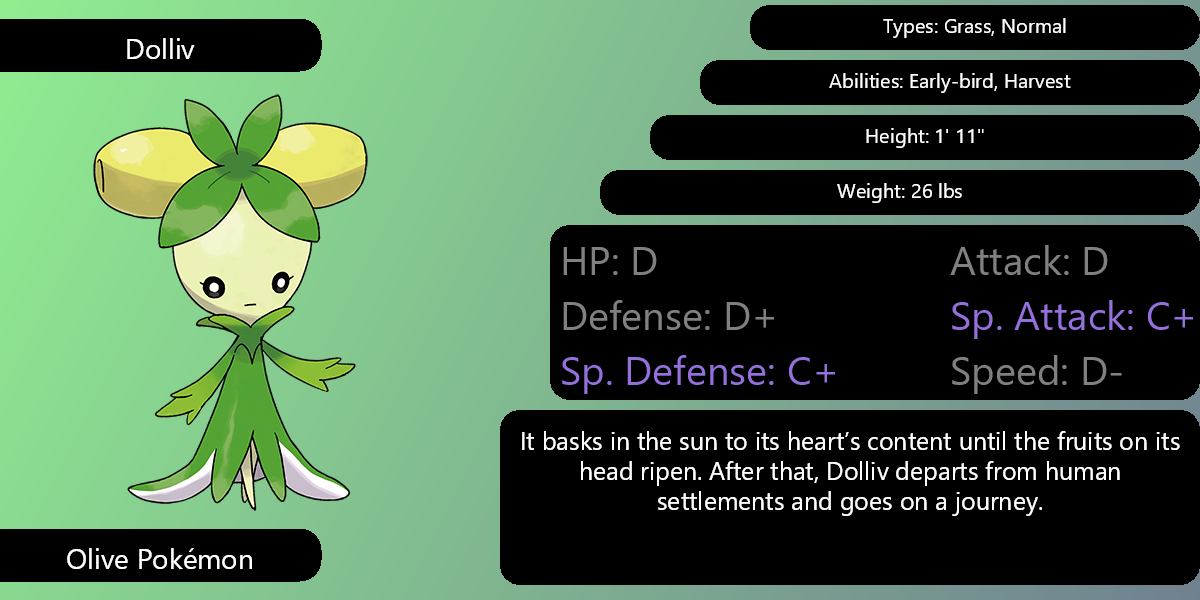 Dolliv
Types: Grass, Normal
Abilities: Early-bird, Harvest
Height: 1' 11"
Weight: 26 lbs
HP: D
Attack: D
Defense: D+
Sp. Attack: C+
Sp. Defense: C+
Speed: D-
It basks in the sun to its heart’s content until the fruits on its
head ripen. After that, Dolliv departs from human
settlements and goes on a journey.
Olive Pokémon